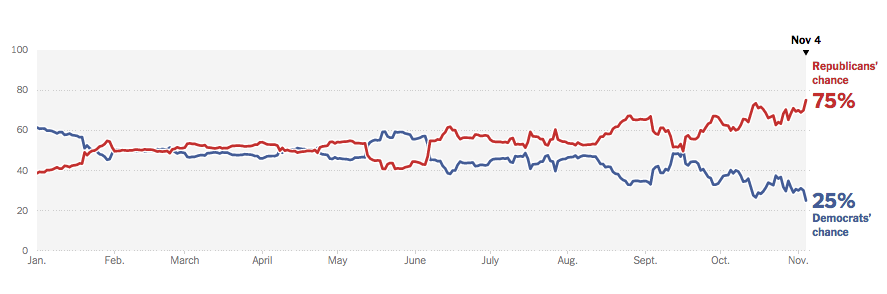 Nov 4
100
80
60
40
20
0
Republicans'
chance
75%
25%
Democrats'
chance
Jan.
Feb.
March
April
May
June
July
Aug.
Sept.
Oct.
Nov.